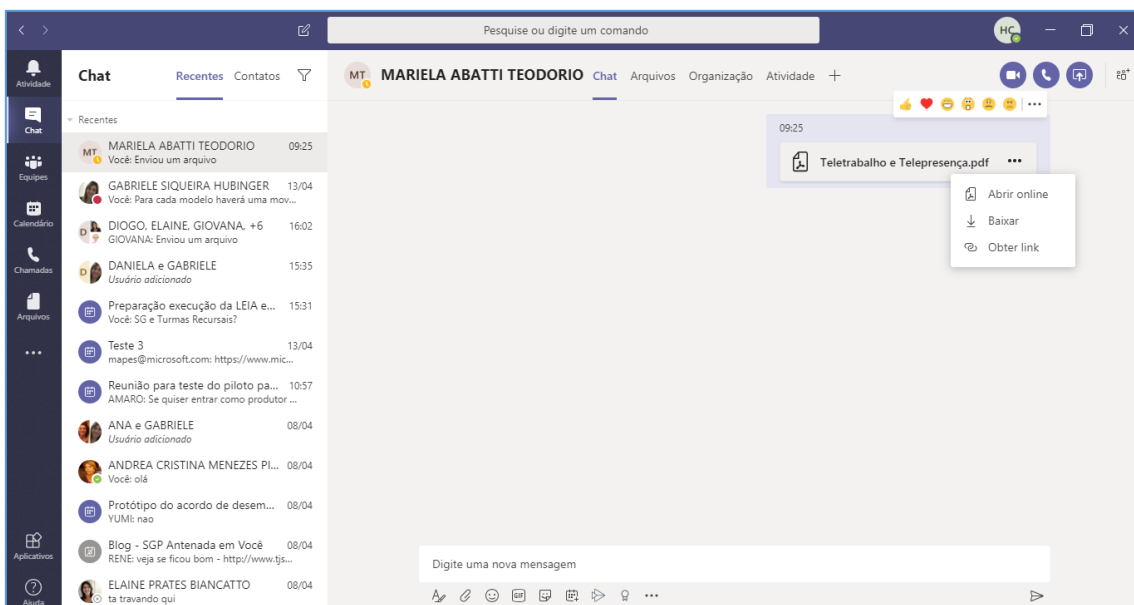 Pesquise ou digite um comando
HC
Atividade
Chat
Equipes
Calendário
Chamadas
Arquivos
Aplicativos
Ajuda
Chat
Recentes
Contatos
Recentes
MT
MARIELA ABATTI TEODORIO 09:25
Você: Enviou um arquivo
GABRIELE SIQUEIRA HUBINGER 13/04
Você: Para cada modelo haverá uma mov...
D
DIOGO, ELAINE, GIOVANA, +6 16:02
GIOVANA: Enviou um arquivo
D
DANIELA e GABRIELE 15:35
Usuário adicionado
Preparação execução da LEIA e... 15:31
Você: SG e Turmas Recursais?
Teste 3 13/04
mapes@microsoft.com: https://www.mic...
Reunião para teste do piloto pa... 10:57
AMARO: Se quiser entrar como produtor ...
ANA e GABRIELE 08/04
Usuário adicionado
ANDREA CRISTINA MENEZES PI... 08/04
Você: olá
Protótipo do acordo de desem... 08/04
YUMI: nao
Blog - SGP Antenada em Você 08/04
RENE: veja se ficou bom - http://www.tjs...
ELAINE PRATES BIANCATTO 08/04
ta travando qui
MT MARIELA ABATTI TEODORIO Chat Arquivos Organização Atividade
09:25
Teletrabalho e Telepresença.pdf
Abrir online
Baixar
Obter link
Digite uma nova mensagem
GIF